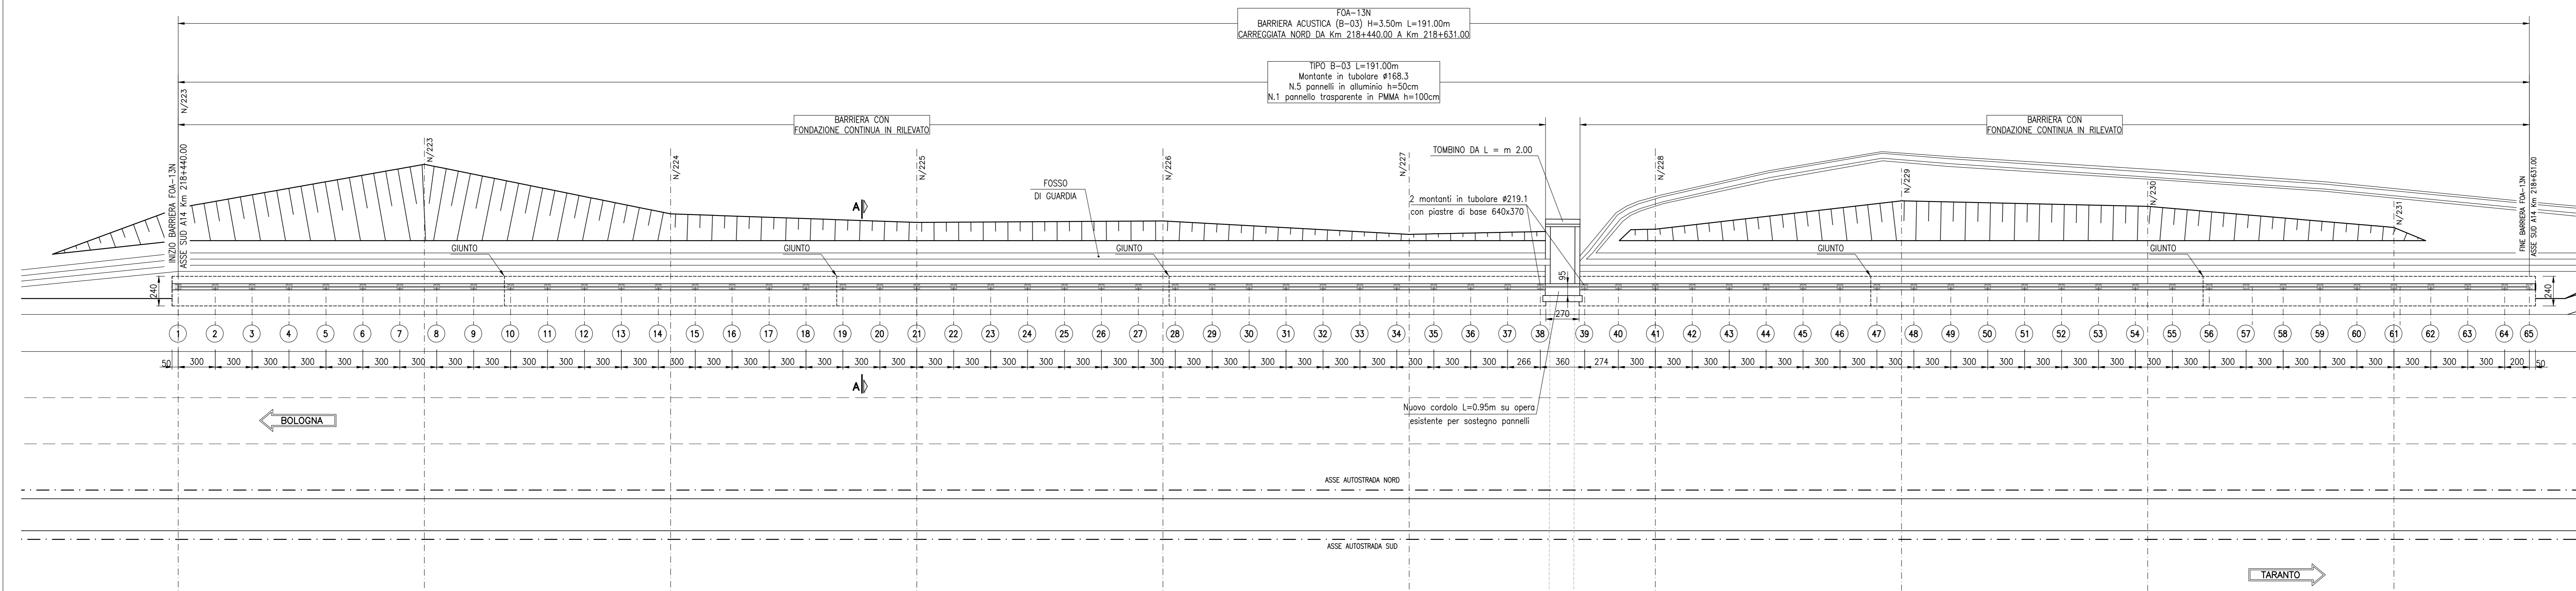 FOA-13N
BARRIERA ACUSTICA (B-03) H=3.50m L=191.00m
CARREGGIATA NORD DA Km 218+440.00 A Km 218+631.00
TIPO B-03 L=191.00m
Montante in tubolare ø168.3
N.5 pannelli in alluminio h=50cm
N.1 pannello trasparente in PMMA h=100cm
BARRIERA CON
FONDAZIONE CONTINUA IN RILEVATO
BARRIERA CON
FONDAZIONE CONTINUA IN RILEVATO
N/223
INIZIO BARRIERA FOA-13N
ASSE SUD A14 Km 218+440.00
N/223
N/224
N/225
N/226
N/227
N/228
N/229
N/230
N/231
FINE BARRIERA FOA-13N
ASSE SUD A14 Km 218+631.00
TOMBINO DA L = m 2.00
2 montanti in tubolare ø219.1
con piastre di base 640x370
FOSSO
DI GUARDIA
A
GIUNTO
GIUNTO
GIUNTO
GIUNTO
GIUNTO
240
95
270
240
1 2 3 4 5 6 7 8 9 10 11 12 13 14 15 16 17 18 19 20 21 22 23 24 25 26 27 28 29 30 31 32 33 34 35 36 37 38 39 40 41 42 43 44 45 46 47 48 49 50 51 52 53 54 55 56 57 58 59 60 61 62 63 64 65
50 300 300 300 300 300 300 300 300 300 300 300 300 300 300 300 300 300 300 300 300 300 300 300 300 300 300 300 300 300 300 300 300 300 300 300 300 266 360 274 300 300 300 300 300 300 300 300 300 300 300 300 300 300 300 300 300 300 300 300 300 300 300 300 200 50
A
Nuovo cordolo L=0.95m su opera
esistente per sostegno pannelli
BOLOGNA
ASSE AUTOSTRADA NORD
ASSE AUTOSTRADA SUD
TARANTO